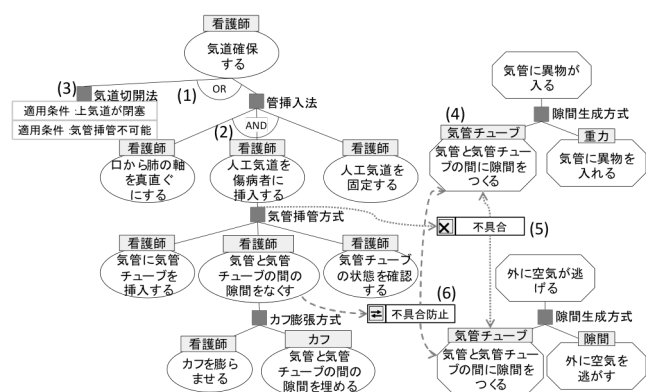 看護師
気道確保
する
(3)
気道切開法
(1)
OR
管挿入法
適用条件:上気道が閉塞
適用条件:気管挿管不可能
(2)
AND
看護師
口から肺の軸
を真直ぐ
にする
看護師
人工気道を
傷病者に
挿入する
看護師
人工気道を
固定する
気管挿管方式
看護師
気管に気管
チューブを
挿入する
看護師
気管と気管
チューブの間の
隙間をなくす
看護師
気管チューブ
の状態を確認
する
カフ膨張方式
看護師
カフを膨ら
ませる
カフ
気管と気管
チューブの間の
隙間を埋める
気管に異物が
入る
隙間生成方式
(4)
気管チューブ
気管と気管チュー
ブの間に隙間を
つくる
重力
気管に異物を
入れる
不具合
(5)
(6)
不具合防止
外に空気が逃
げる
隙間生成方式
気管チューブ
気管と気管チュー
ブの間に隙間を
つくる
隙間
外に空気を
逃がす